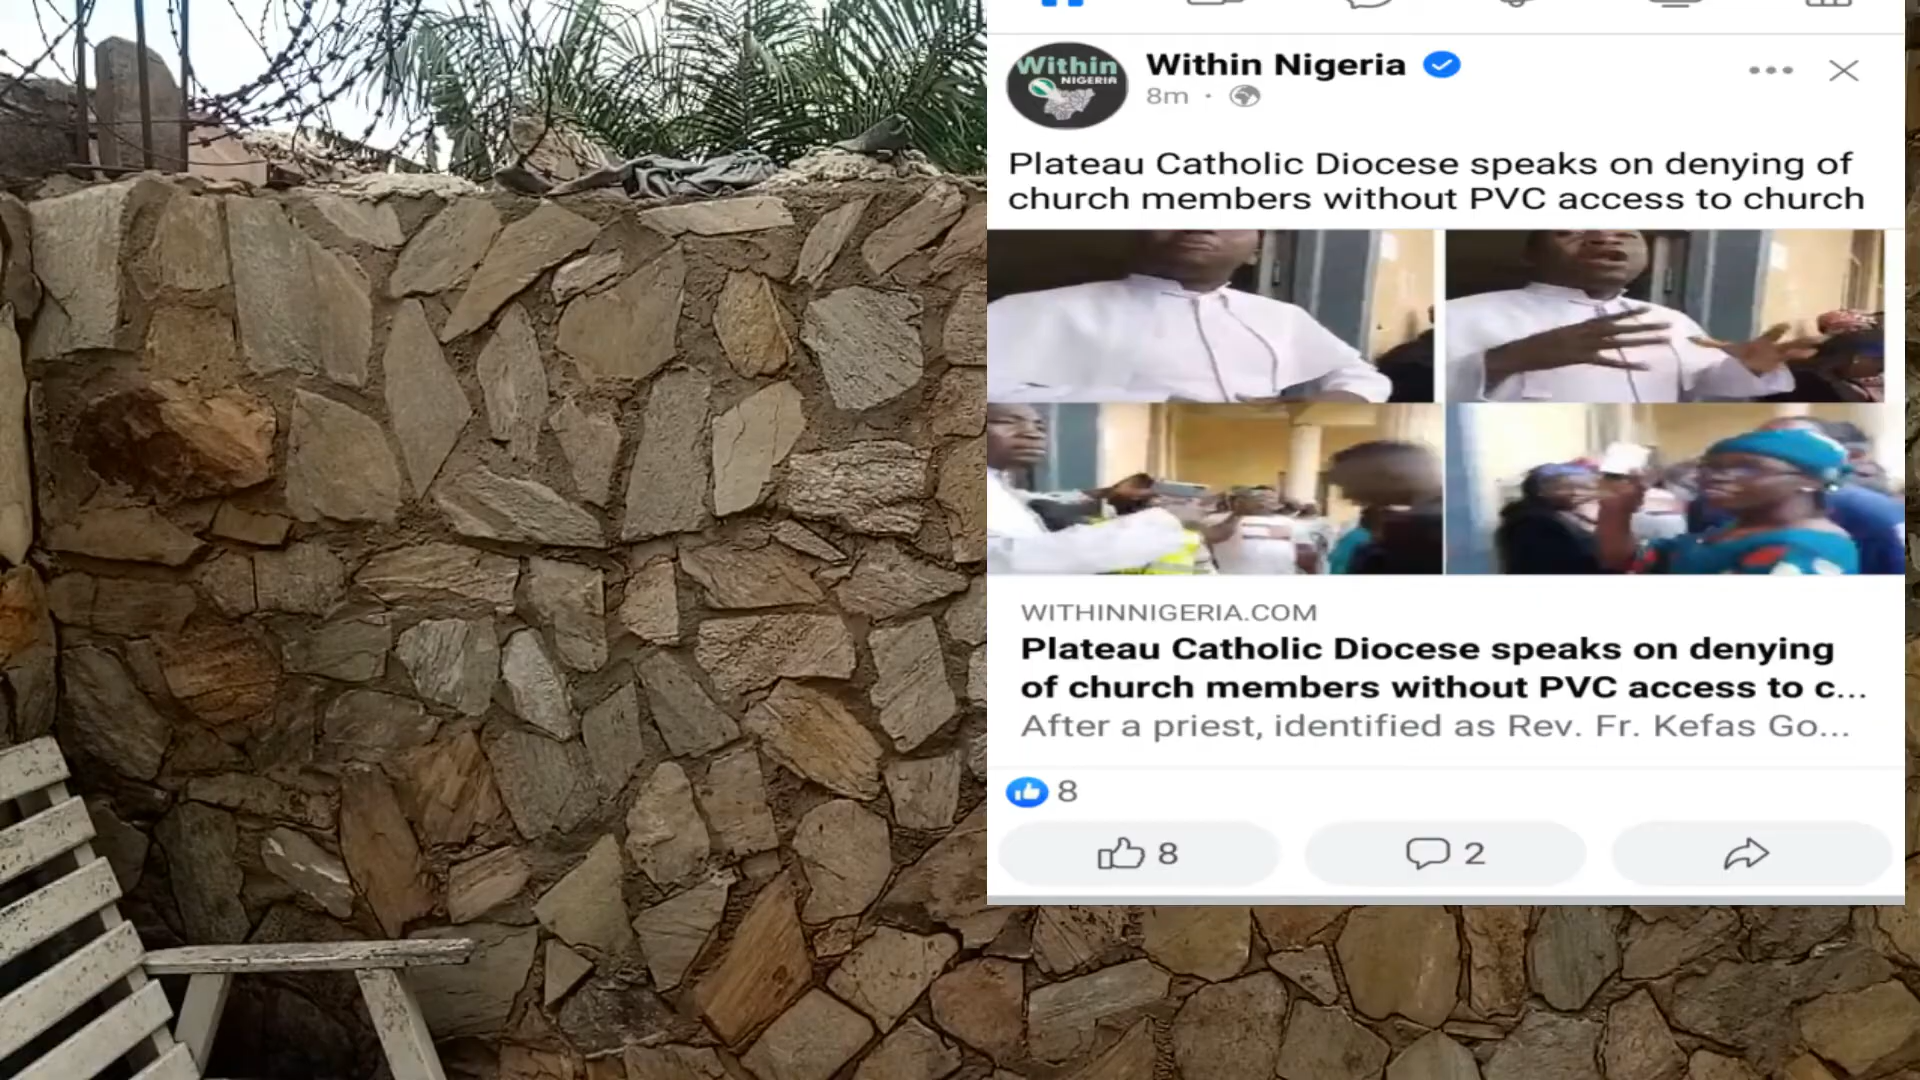 Within
NIGERIA
Within Nigeria
8m ·
Plateau Catholic Diocese speaks on denying of
church members without PVC access to church
WITHINNIGERIA.COM
Plateau Catholic Diocese speaks on denying
of church members without PVC access to c...
After a priest, identified as Rev. Fr. Kefas Go...
8
8
2